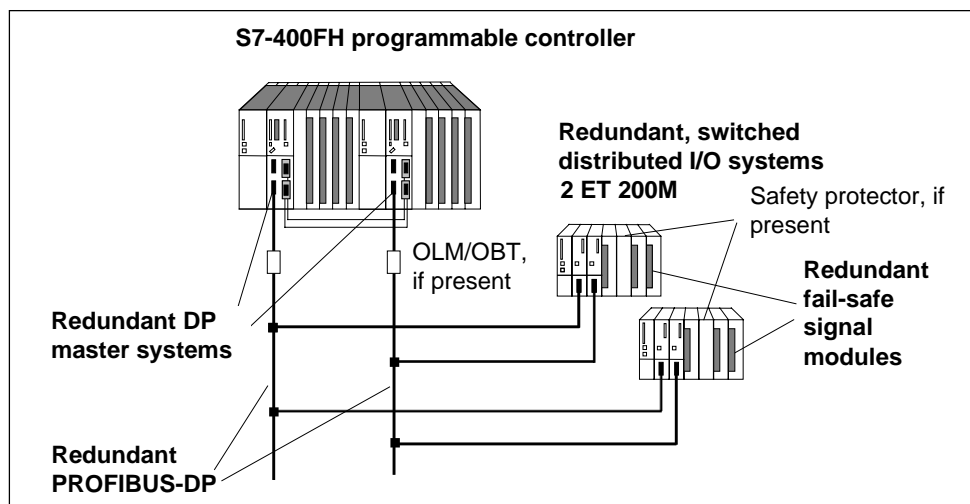 S7-400FH programmable controller
Redundant, switched
distributed I/O systems
2 ET 200M
Safety protector, if
present
OLM/OBT,
if present
Redundant
fail-safe
signal
modules
Redundant DP
master systems
Redundant
PROFIBUS-DP